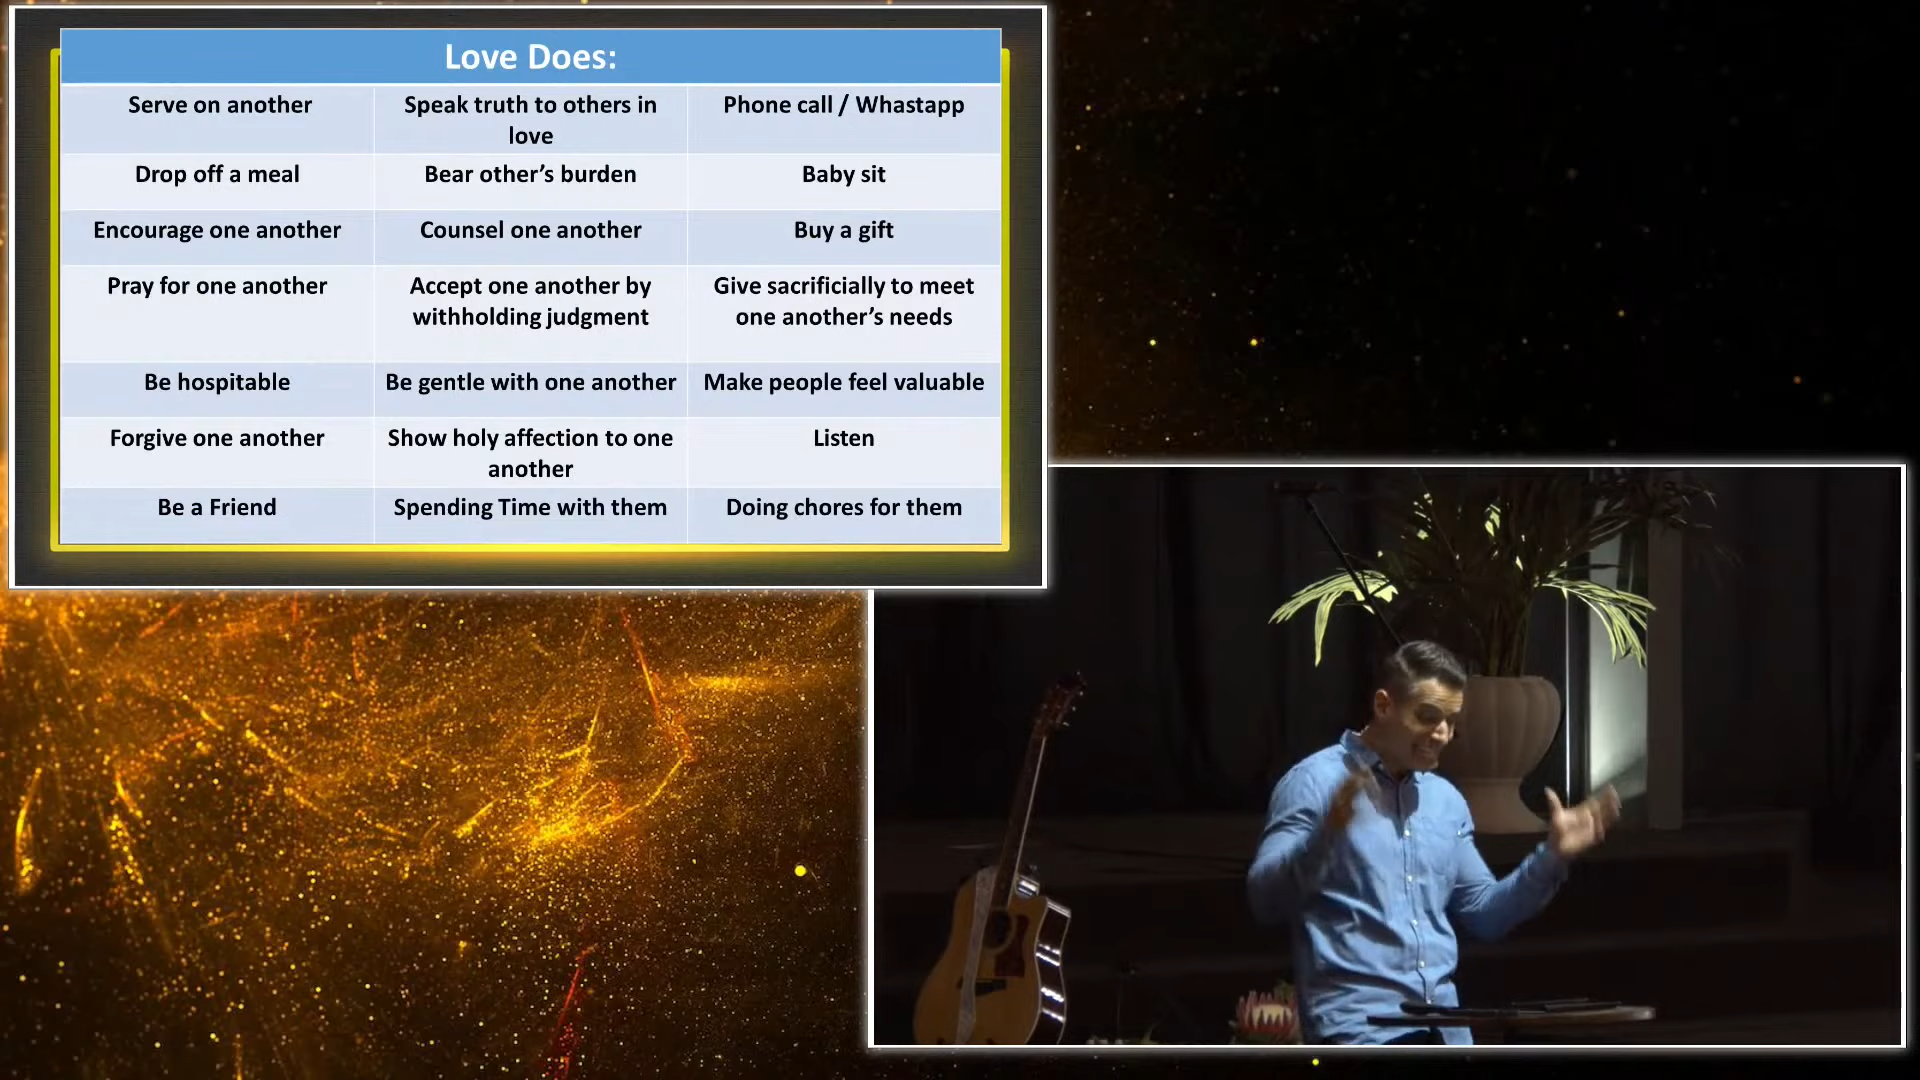 Love Does:
Serve on another
Speak truth to others in
love
Phone call / Whastapp
Drop off a meal
Bear other’s burden
Baby sit
Encourage one another
Counsel one another
Buy a gift
Pray for one another
Accept one another by
withholding judgment
Give sacrificially to meet
one another’s needs
Be hospitable
Be gentle with one another
Make people feel valuable
Forgive one another
Show holy affection to one
another
Listen
Be a Friend
Spending Time with them
Doing chores for them